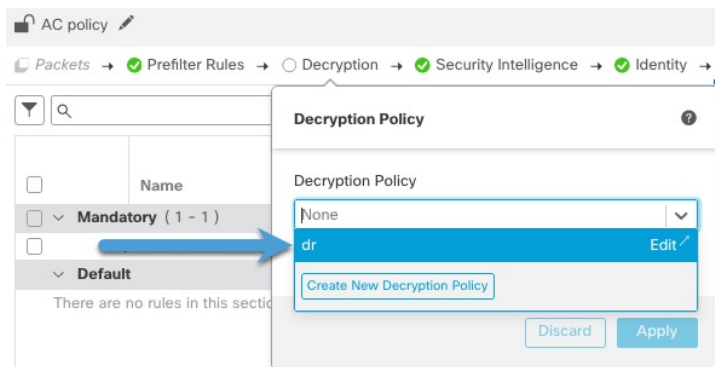 AC policy
Packets → Prefilter Rules → Decryption → Security Intelligence → Identity →
Decryption Policy
Name
Decryption Policy
Mandatory (1 - 1)
None
dr Edit
Default
Create New Decryption Policy
There are no rules in this sectio
Discard Apply